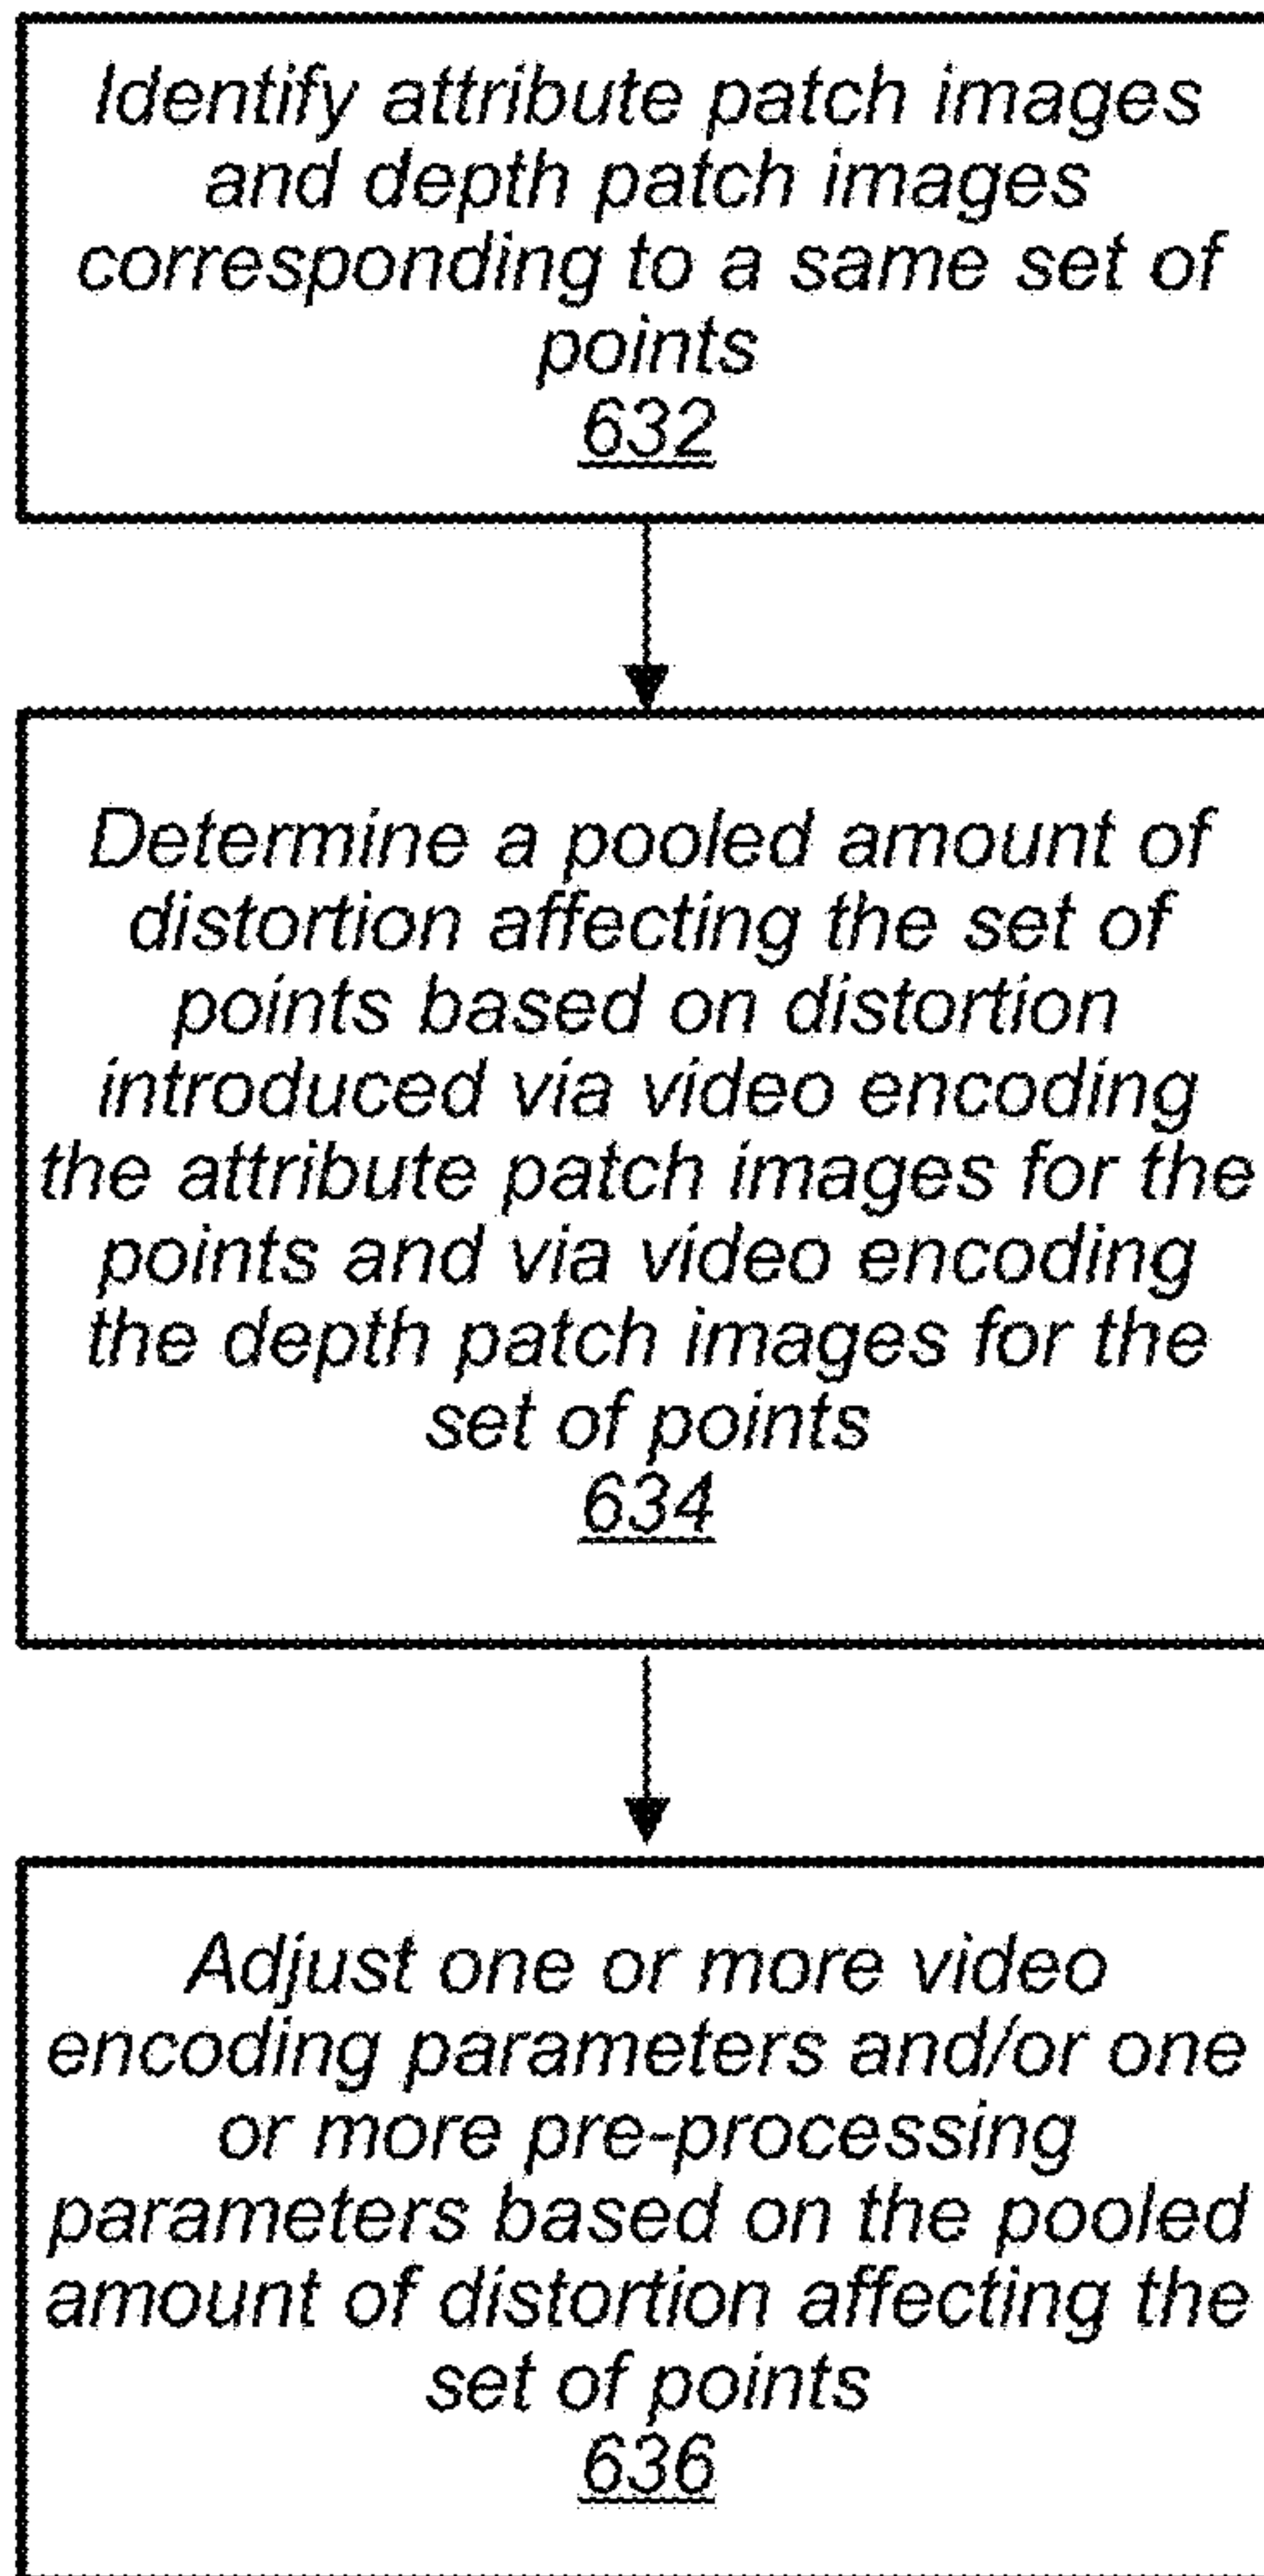 Identify attribute patch images
and depth patch images
corresponding to a same set of
points
632
Determine a pooled amount of
distortion affecting the set of
points based on distortion
introduced via video encoding
the attribute patch images for the
points and via video encoding
the depth patch images for the
set of points
634
Adjust one or more video
encoding parameters and/or one
or more pre-processing
parameters based on the pooled
amount of distortion affecting the
set of points
636